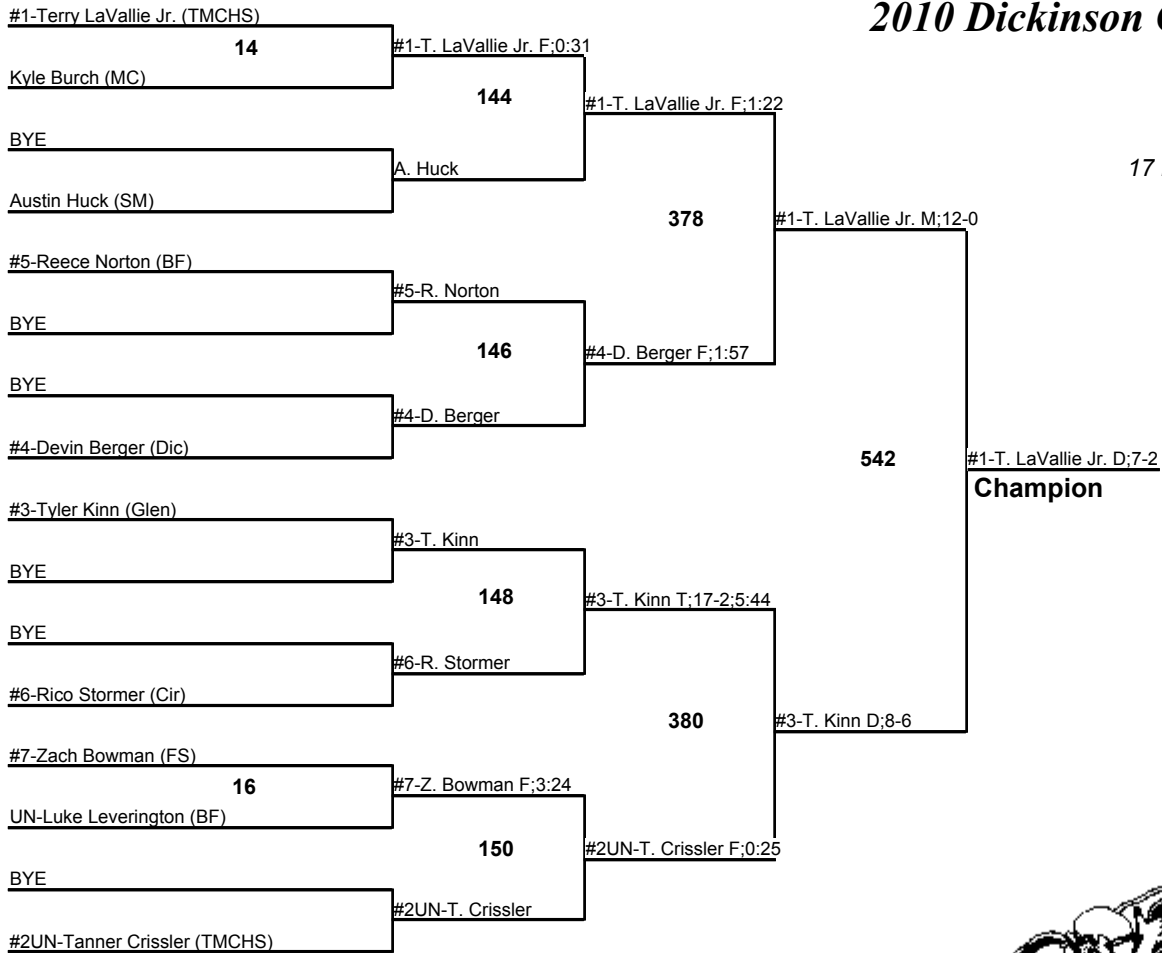 #1-Terry LaVallie Jr. (TMCHS)
2010 Dickinson
14
#1-T. LaVallie Jr. F;0:31
Kyle Burch (MC)
144
#1-T. LaVallie Jr. F;1:22
BYE
A. Huck
17
Austin Huck (SM)
378
#1-T. LaVallie Jr. M;12-0
#5-Reece Norton (BF)
#5-R. Norton
BYE
146
#4-D. Berger F;1:57
BYE
#4-D. Berger
#4-Devin Berger (Dic)
542
#1-T. LaVallie Jr. D;7-2
Champion
#3-Tyler Kinn (Glen)
#3-T. Kinn
BYE
148
#3-T. Kinn T;17-2;5:44
BYE
#6-R. Stormer
#6-Rico Stormer (Cir)
380
#3-T. Kinn D;8-6
#7-Zach Bowman (FS)
16
#7-Z. Bowman F;3:24
UN-Luke Leverington (BF)
150
#2UN-T. Crissler F;0:25
BYE
#2UN-T. Crissler
#2UN-Tanner Crissler (TMCHS)